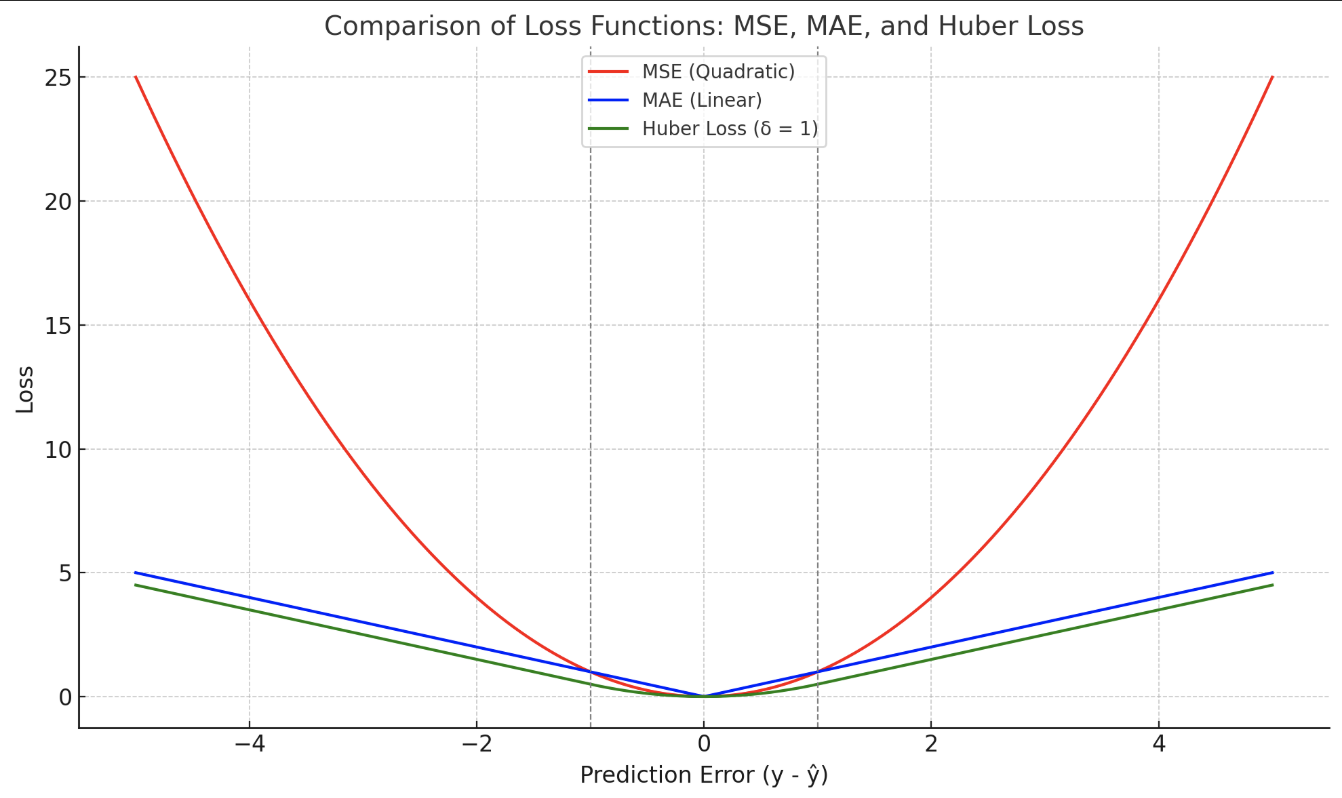 Comparison of Loss Functions: MSE, MAE, and Huber Loss
MSE (Quadratic)
MAE (Linear)
Huber Loss (δ = 1)
Loss
25
20
15
10
5
0
−4
−2
0
2
4
Prediction Error (y - ŷ)